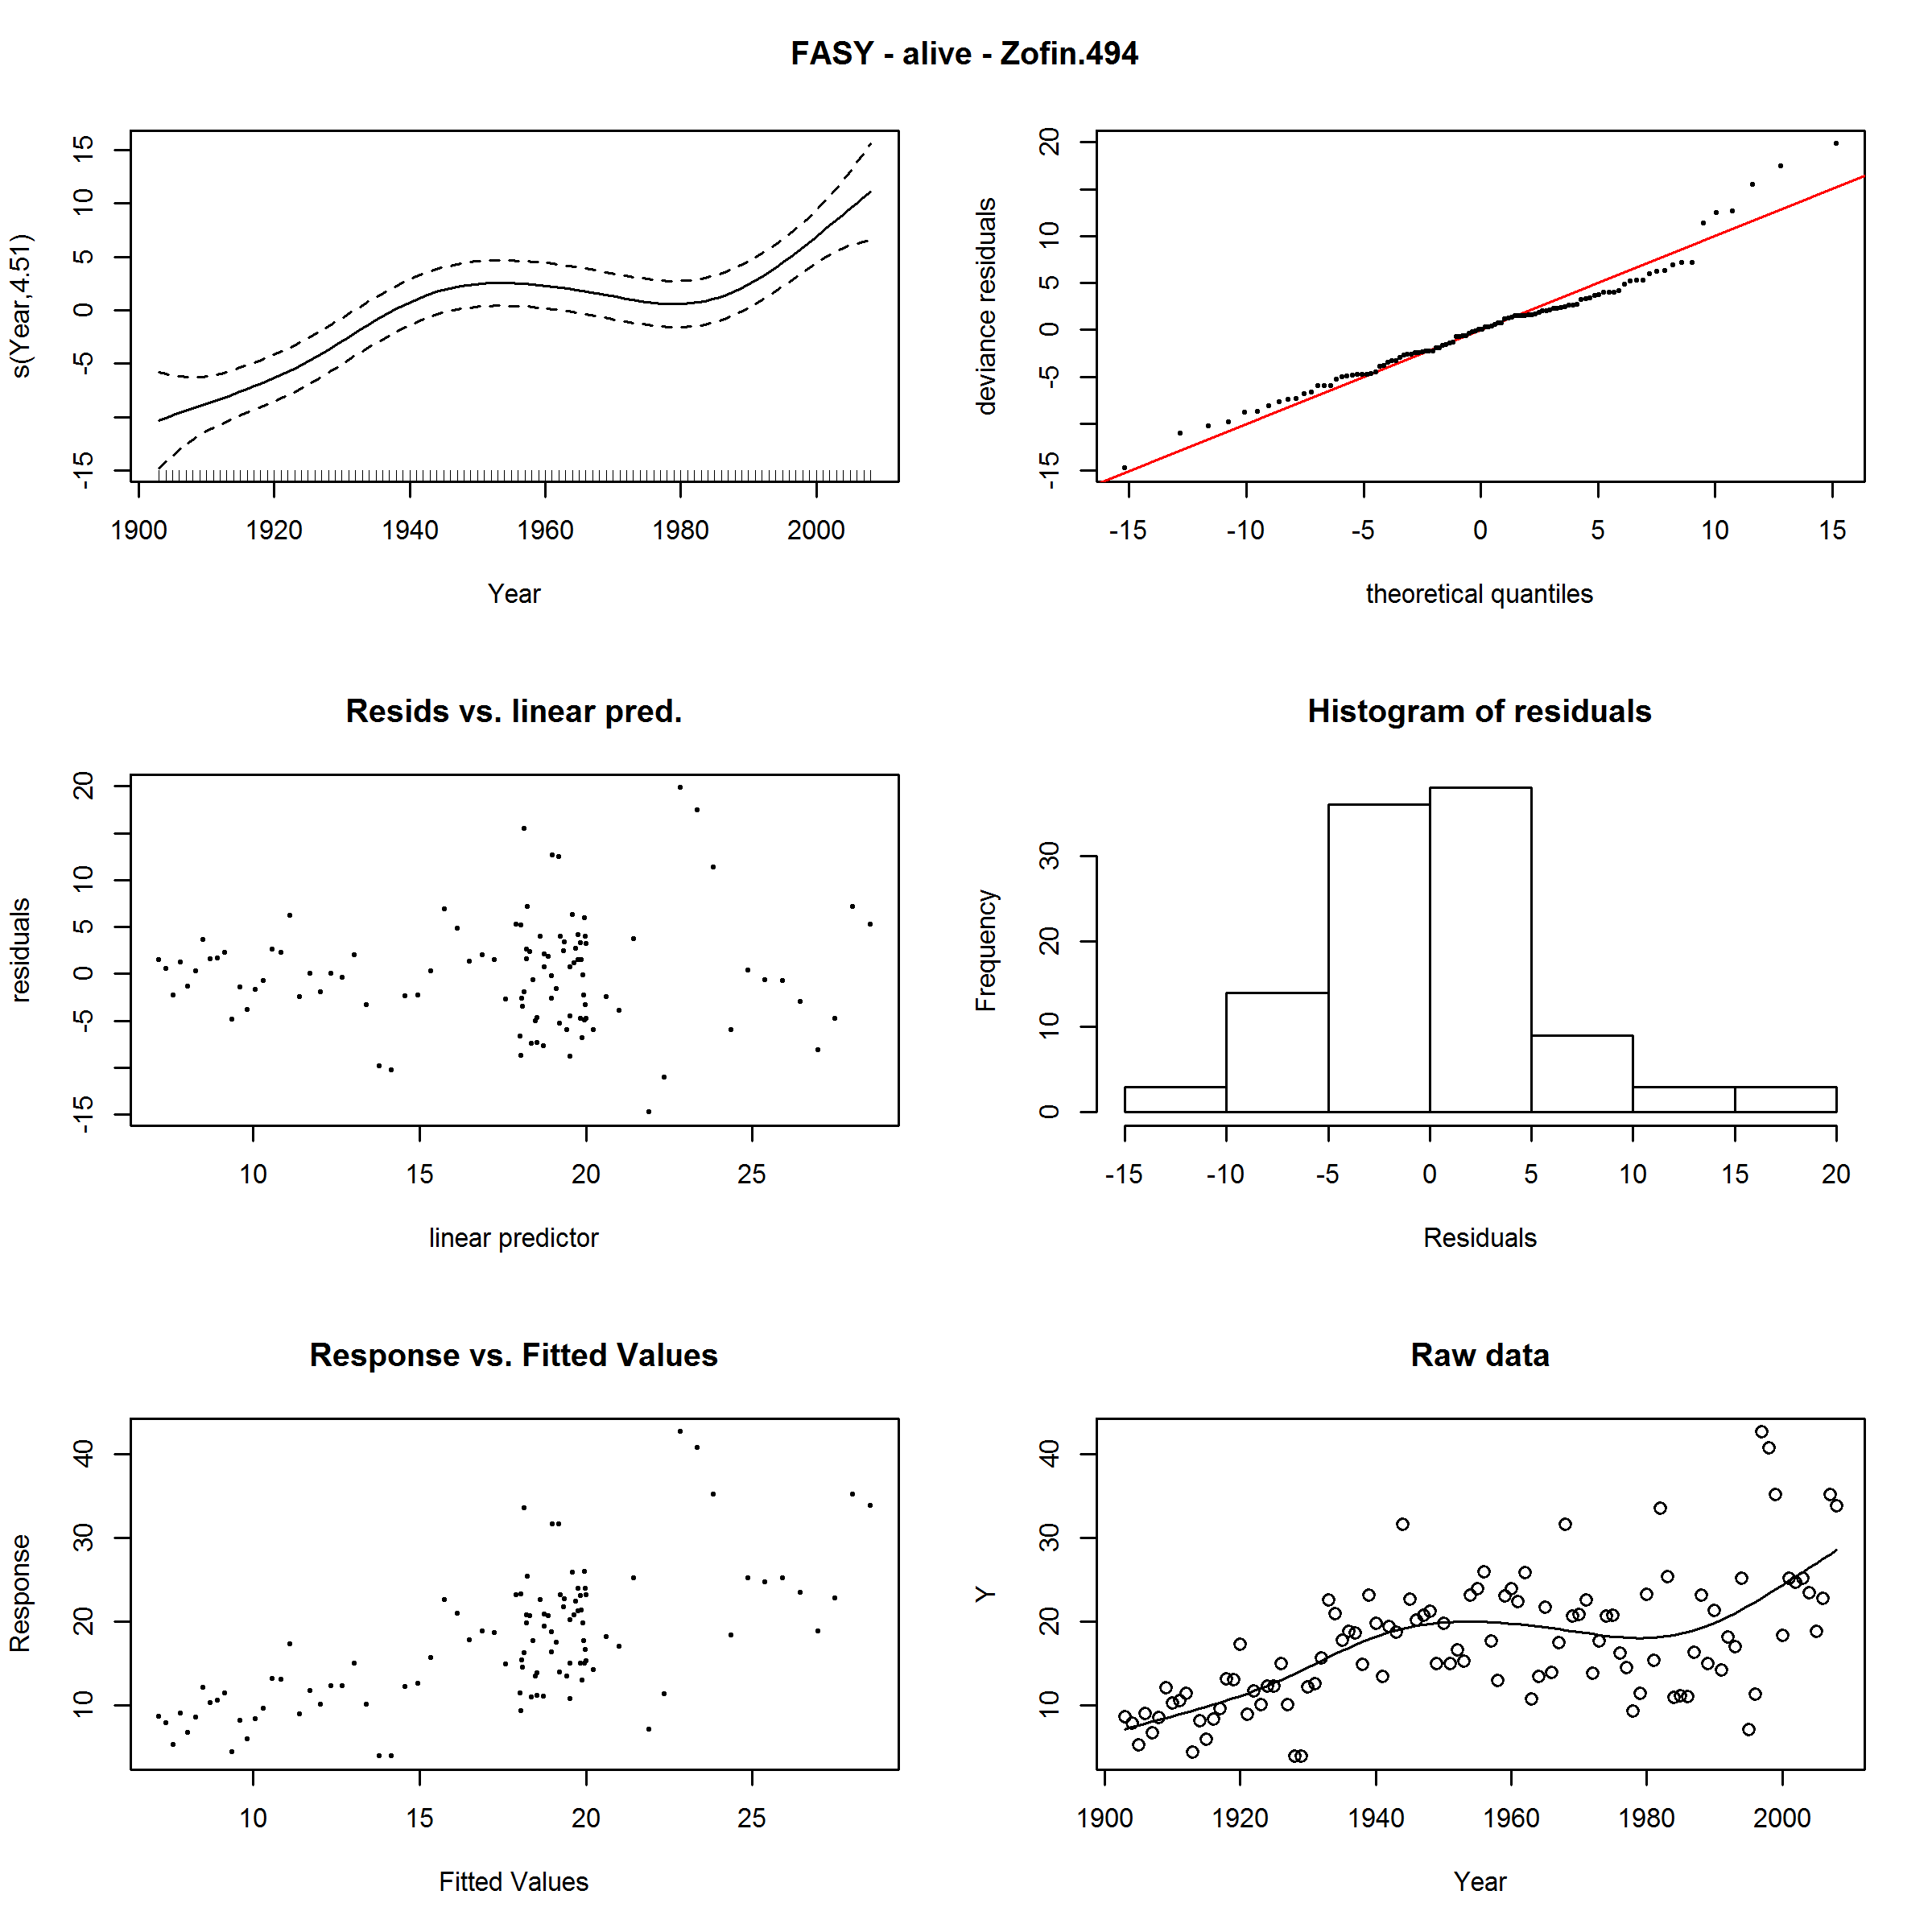 FASY - alive - Zofin.494
s(Year,4.51)
-15 -5 0 5 10 15
1900 1920 1940 1960 1980 2000
Year
deviance residuals
-15 -5 0 5 10 20
-15 -10 -5 0 5 10 15
theoretical quantiles
Resids vs. linear pred.
residuals
-15 -5 0 5 10 20
10 15 20 25
linear predictor
Histogram of residuals
Frequency
0 10 20 30
-15 -10 -5 0 5 10 15 20
Residuals
Response vs. Fitted Values
Response
10 20 30 40
10 15 20 25
Fitted Values
Raw data
Y
10 20 30 40
1900 1920 1940 1960 1980 2000
Year